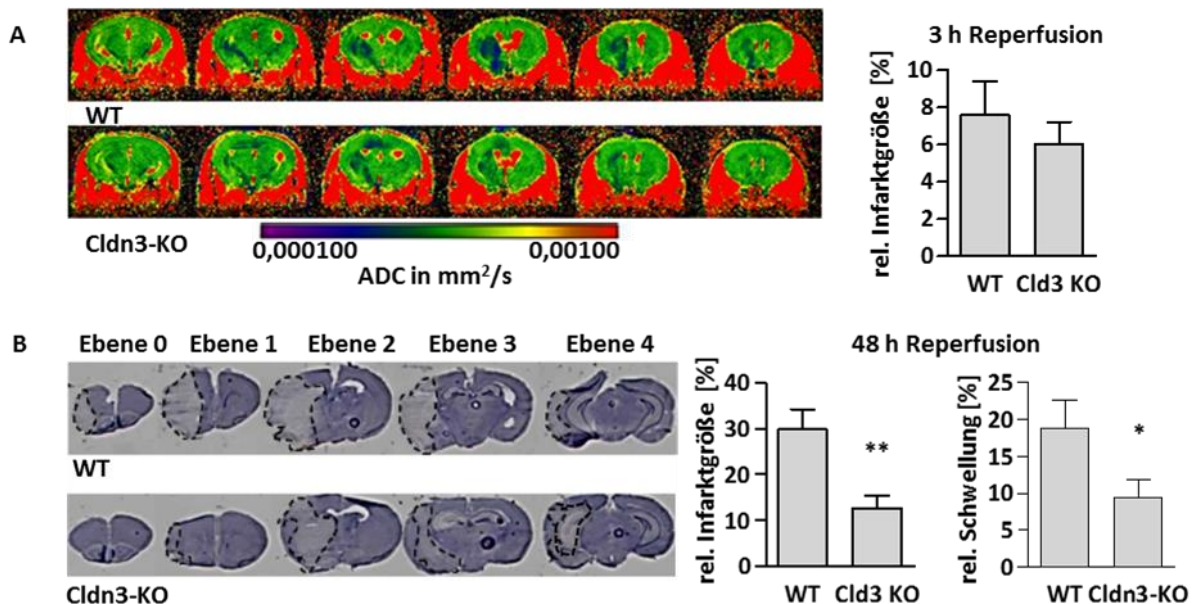 A
WT
Cldn3-KO
0,000100 0,00100
ADC in mm²/s
3 h Reperfusion
rel. Infarktgröße [%]
10
8
6
4
2
0
WT Cld3 KO
B
Ebene 0 Ebene 1 Ebene 2 Ebene 3 Ebene 4
WT
Cldn3-KO
48 h Reperfusion
rel. Infarktgröße [%]
40
30
20
10
0
**
WT Cld3 KO
rel. Schwellung [%]
25
20
15
10
5
0
*
WT Cldn3-KO